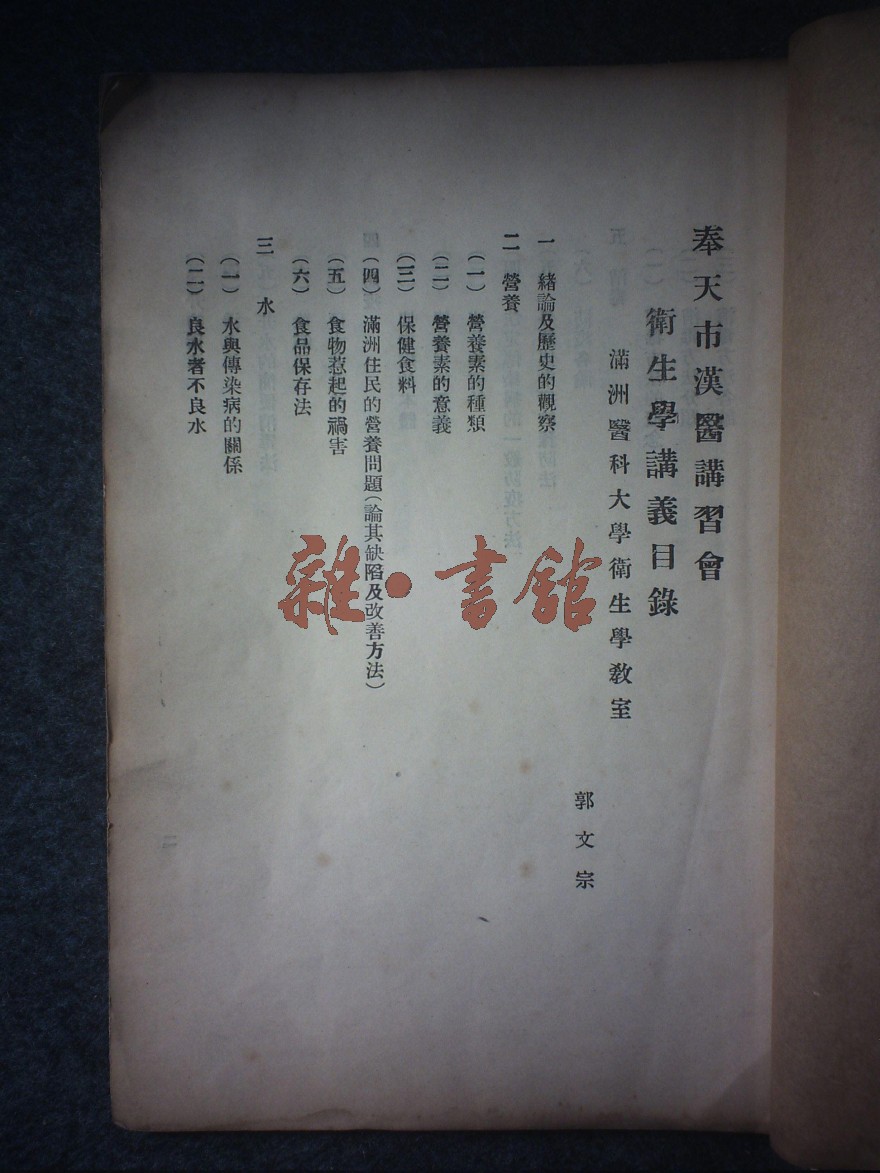 奉天市漢醫講習會
衛生學講義目錄
滿洲醫科大學衛生學教室
郭文宗
一 緒論及歷史的觀察
二 營養
（一）營養素的種類
（二）營養素的意義
（三）保健食料
（四）滿洲住民的營養問題（論其缺陷及改善方法）
（五）食物惹起的禍害
（六）食品保存法
三 水
（一）水與傳染病的關係
（二）良水者不良水
雜·書館